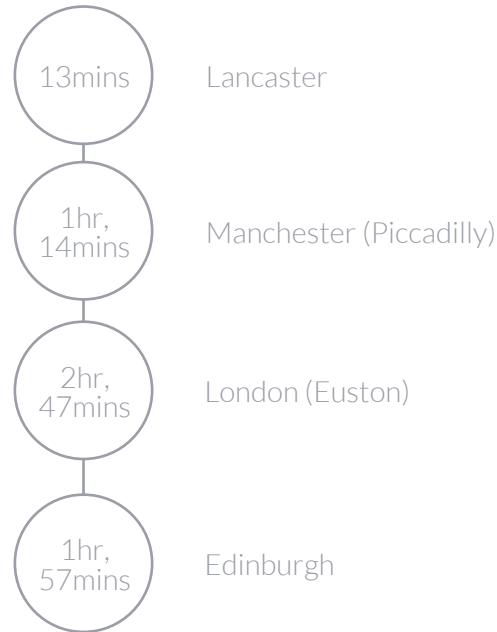 13mins
Lancaster
1hr,
14mins
Manchester (Piccadilly)
2hr,
47mins
London (Euston)
1hr,
57mins
Edinburgh